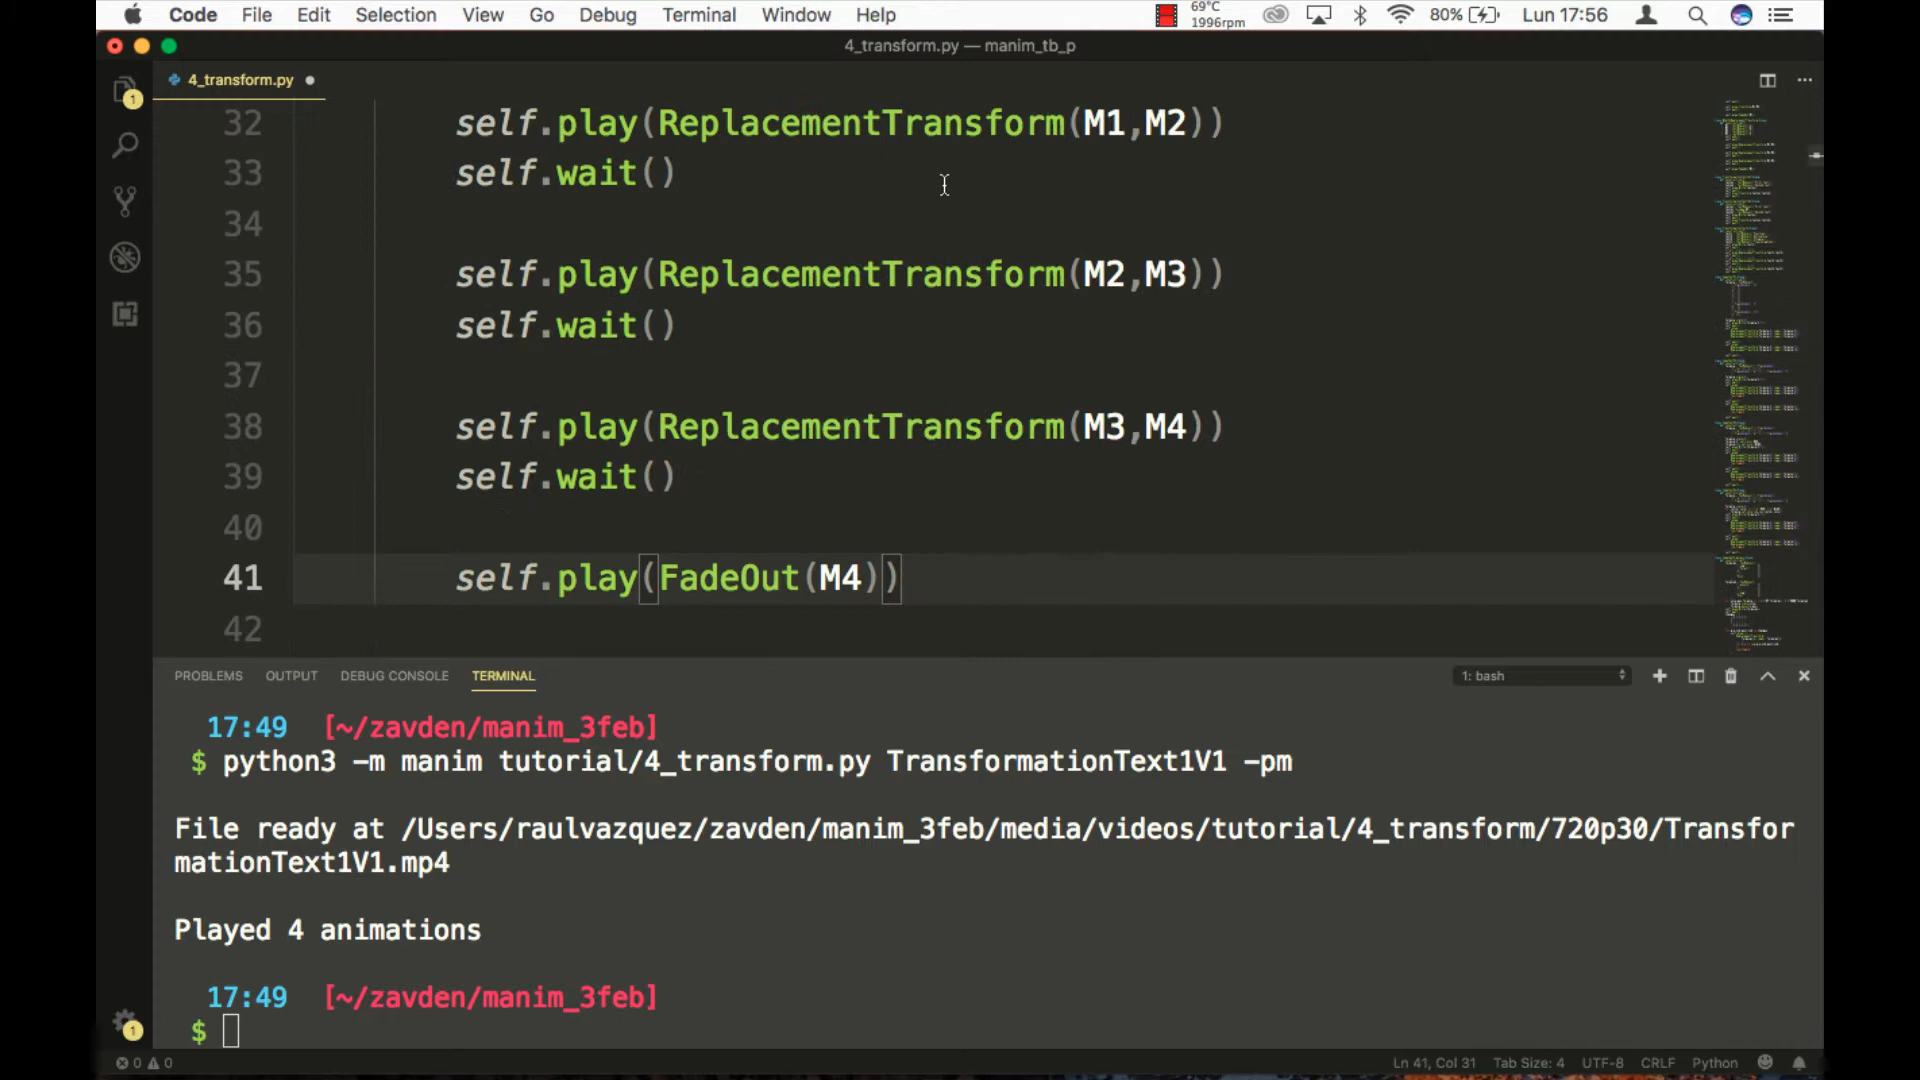 Code File Edit Selection View Go Debug Terminal Window Help 69°C 1996rpm 80% Lun 17:56
4_transform.py — manim_tb_p
4_transform.py
32 self.play(ReplacementTransform(M1,M2))
33 self.wait()
34
35 self.play(ReplacementTransform(M2,M3))
36 self.wait()
37
38 self.play(ReplacementTransform(M3,M4))
39 self.wait()
40
41 self.play(FadeOut(M4))
42
PROBLEMS OUTPUT DEBUG CONSOLE TERMINAL 1: bash
17:49 [~/zavden/manim_3feb]
$ python3 -m manim tutorial/4_transform.py TransformationText1V1 -pm
File ready at /Users/raulvazquez/zavden/manim_3feb/media/videos/tutorial/4_transform/720p30/Transfor
mationText1V1.mp4
Played 4 animations
17:49 [~/zavden/manim_3feb]
$
0 0 Ln 41, Col 31 Tab Size: 4 UTF-8 CRLF Python